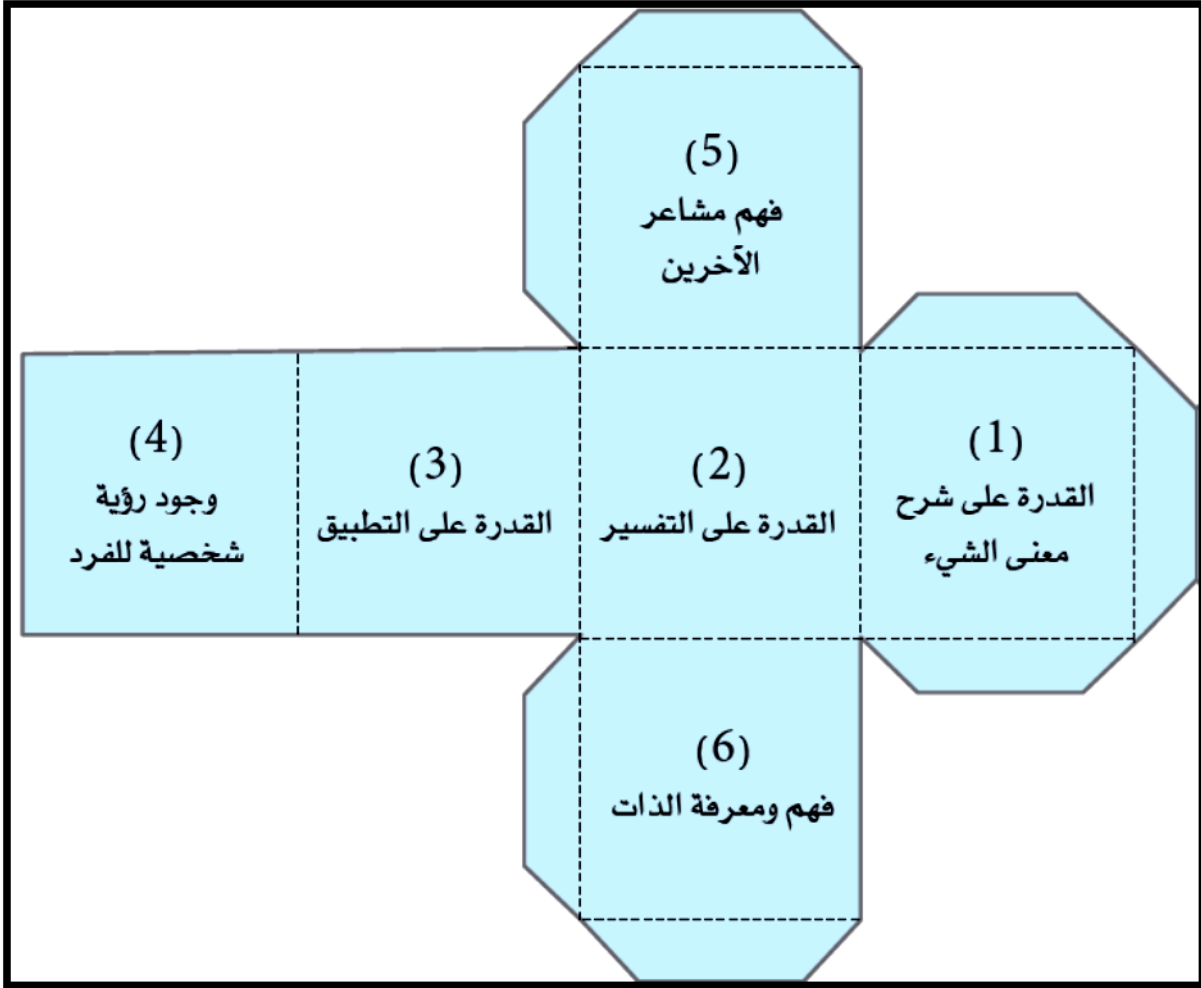 (5)
فهم مشاعر
الآخرين
(1)
القدرة على شرح
معنى الشيء
(2)
القدرة على التفسير
(3)
القدرة على التطبيق
(4)
وجود رؤية
شخصية للفرد
(6)
فهم ومعرفة الذات